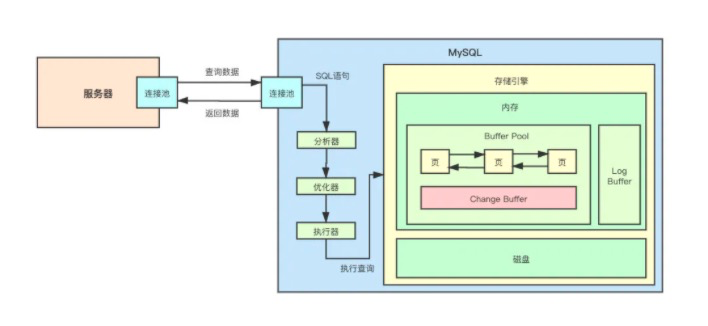 MySQL
服务器
连接池
查询数据
返回数据
连接池
SQL语句
分析器
优化器
执行器
执行查询
存储引擎
内存
Buffer Pool
页
页
页
Change Buffer
Log
Buffer
磁盘